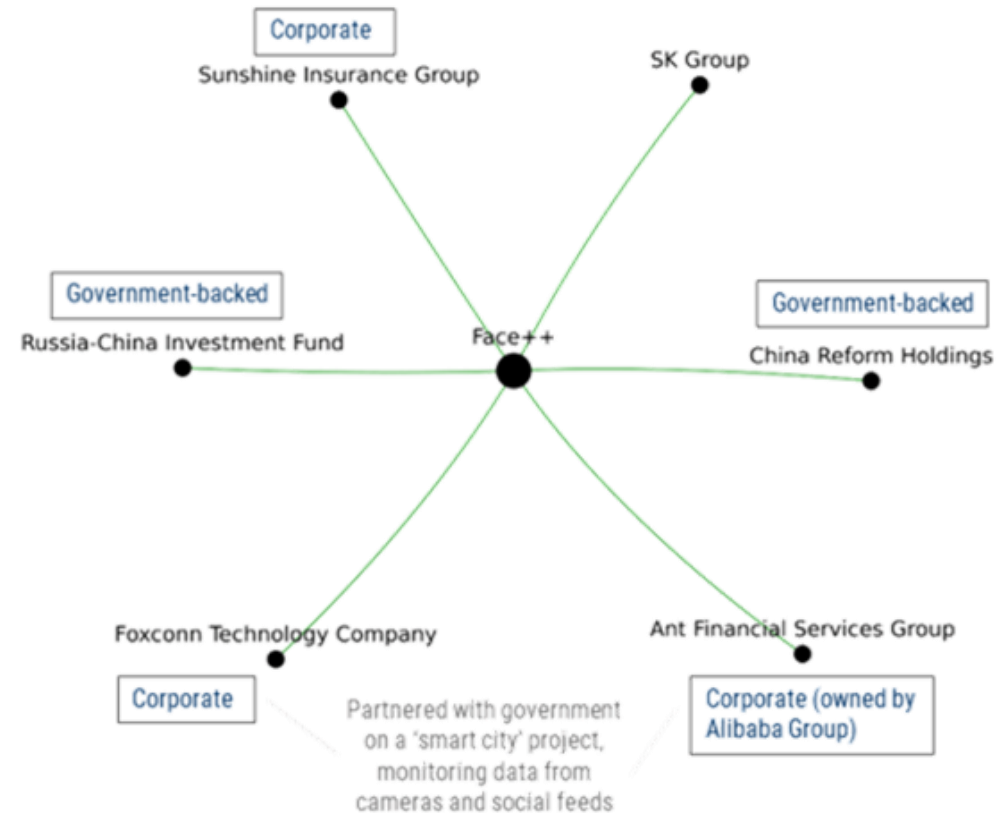 Corporate
Sunshine Insurance Group
SK Group
Government-backed
Russia-China Investment Fund
Face++
Government-backed
China Reform Holdings
Foxconn Technology Company
Corporate
Ant Financial Services Group
Corporate (owned by
Alibaba Group)
Partnered with government
on a ‘smart city’ project,
monitoring data from
cameras and social feeds